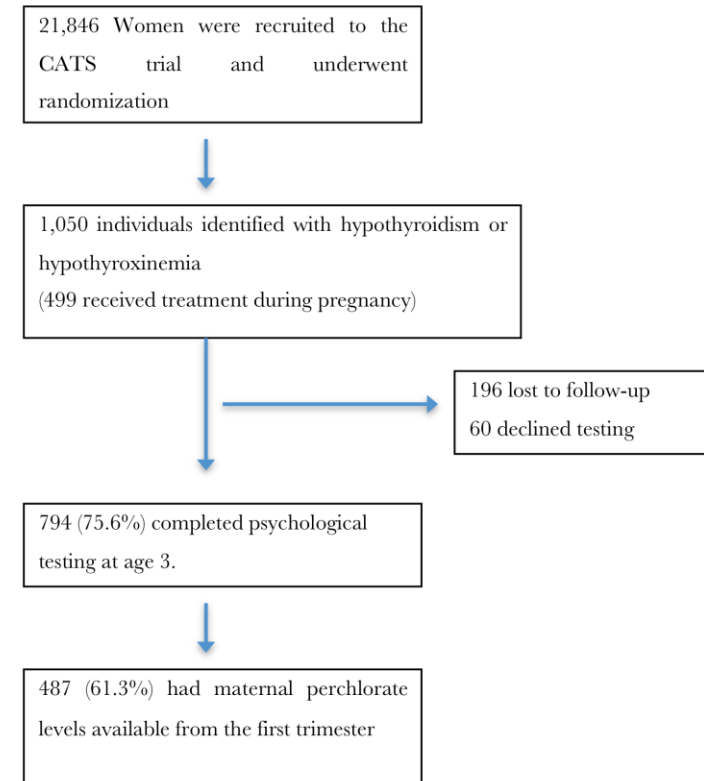 21,846 Women were recruited to the
CATS trial and underwent
randomization
1,050 individuals identified with hypothyroidism or
hypothyroxinemia
(499 received treatment during pregnancy)
196 lost to follow-up
60 declined testing
794 (75.6%) completed psychological
testing at age 3.
487 (61.3%) had maternal perchlorate
levels available from the first trimester